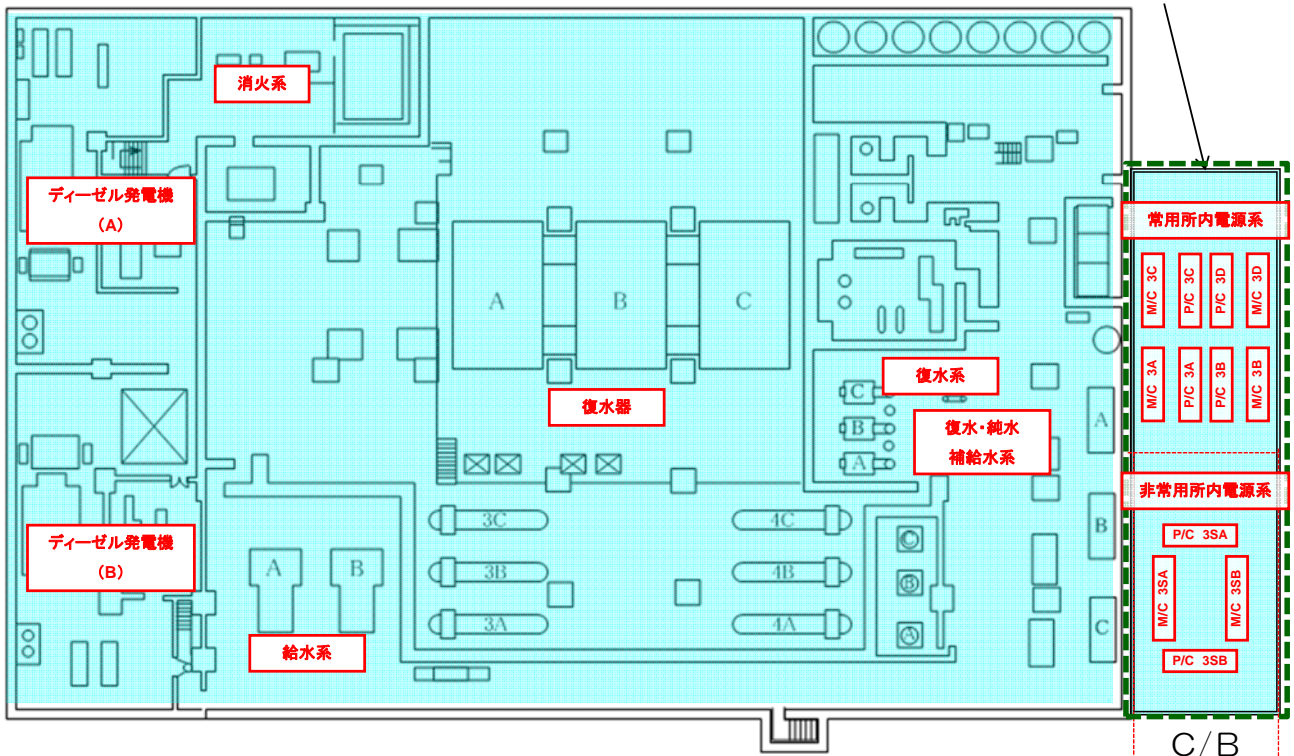 消火系
ディーゼル発電機
(A)
常用所内電源系
M/C 3C
P/C 3C
P/C 3D
M/C 3D
A
B
C
M/C 3A
P/C 3A
P/C 3B
M/C 3B
復水系
復水器
C
B
A
復水・純水
補給水系
A
非常用所内電源系
B
3C
4C
C
P/C 3SA
ディーゼル発電機
(B)
A
B
3B
4B
B
M/C 3SA
M/C 3SB
3A
4A
A
C
給水系
P/C 3SB
C/B